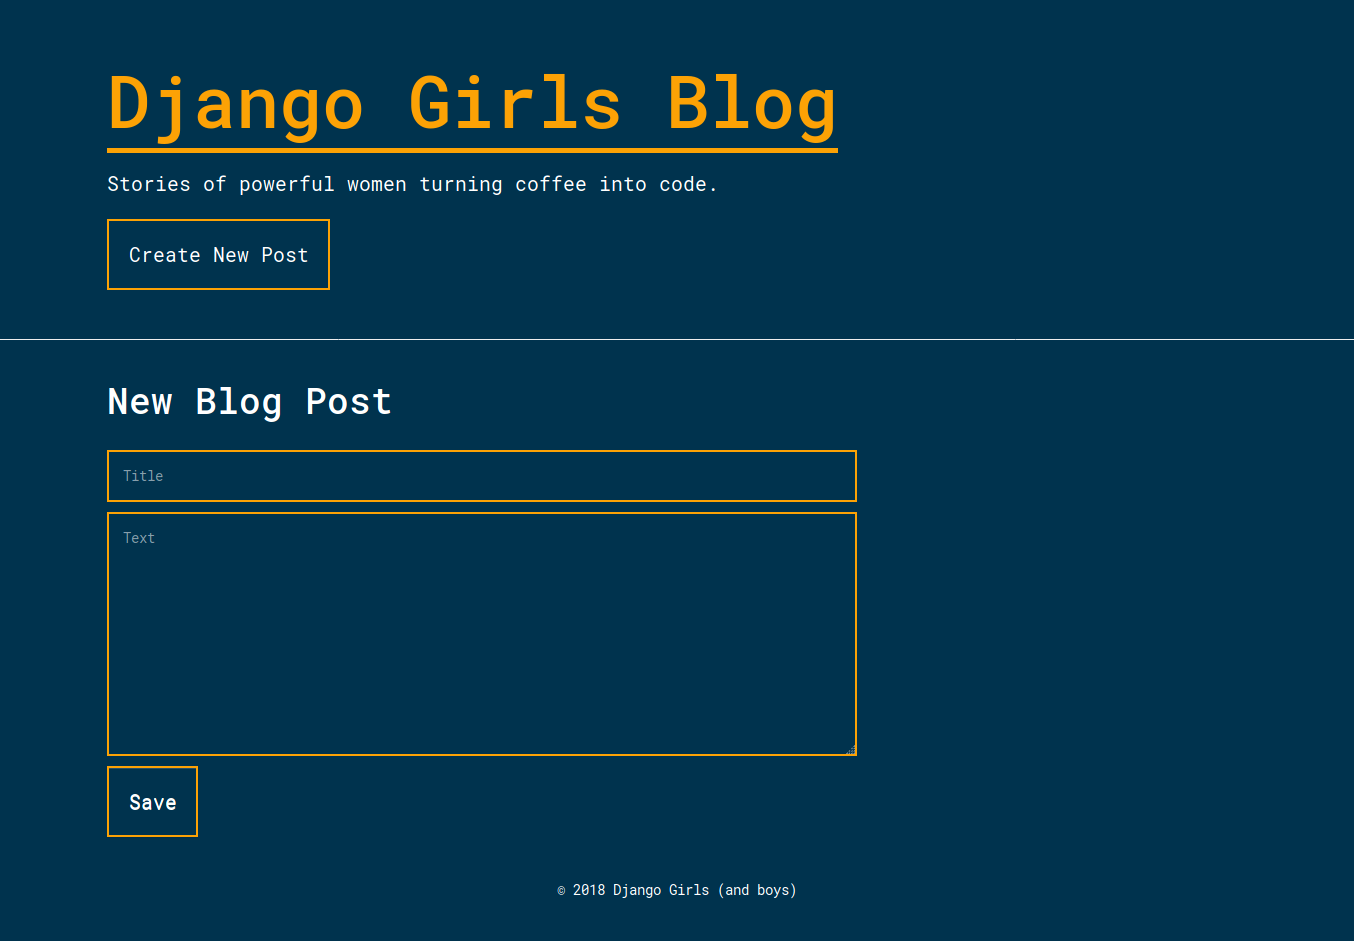 Django Girls Blog
Stories of powerful women turning coffee into code.
Create New Post
New Blog Post
Title
Text
Save
© 2018 Django Girls (and boys)